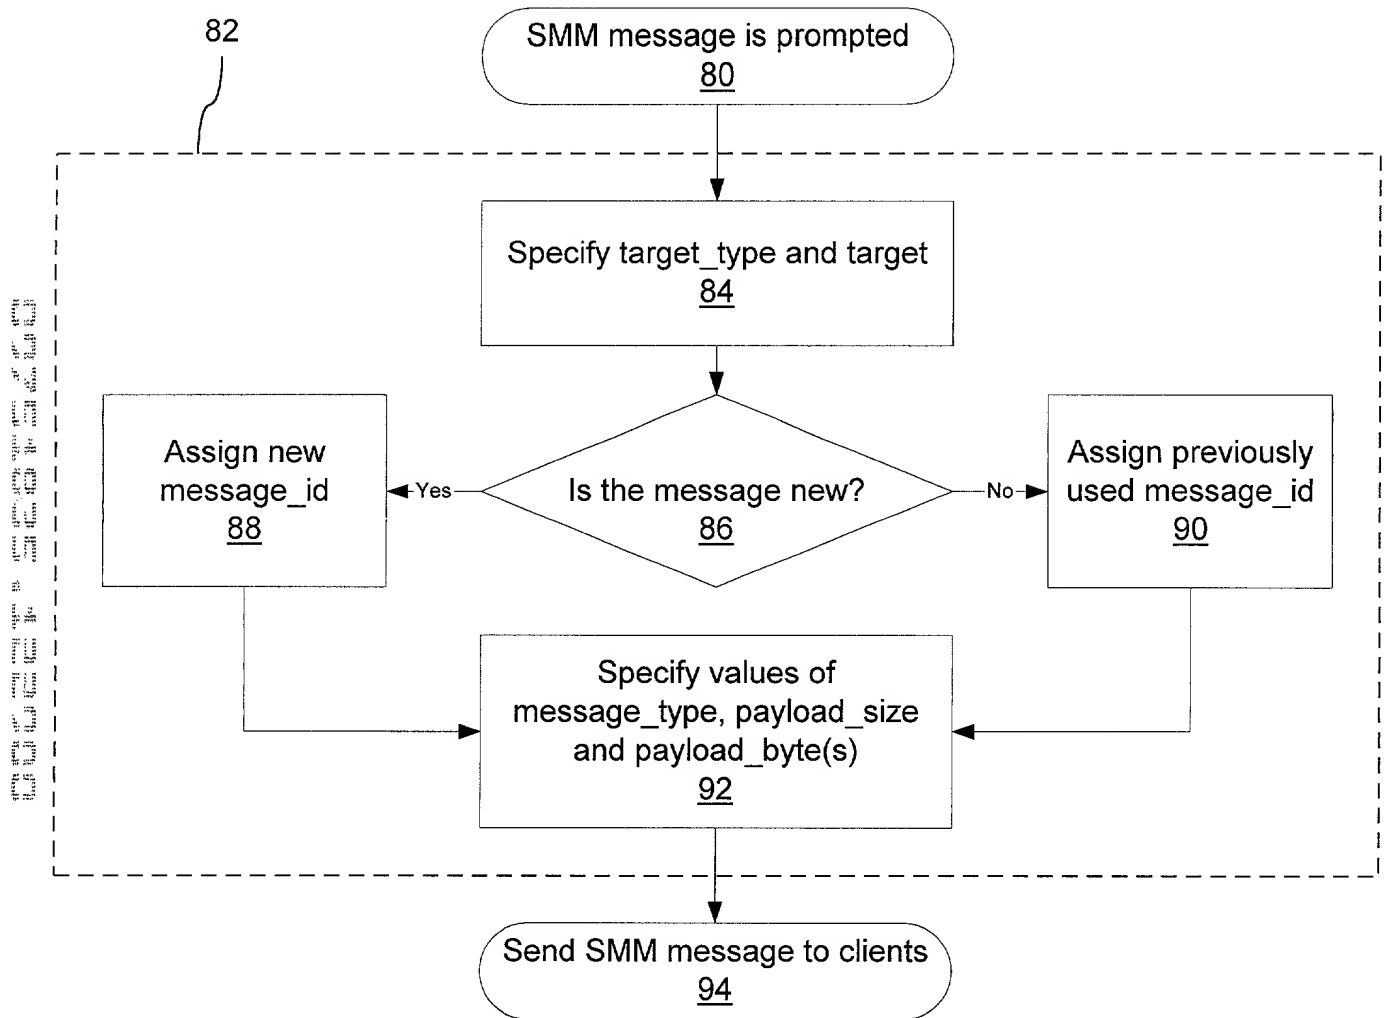 82
SMM message is prompted
80
Specify target_type and target
84
Assign new
message_id
88
Yes
Is the message new?
86
No
Assign previously
used message_id
90
Specify values of
message_type, payload_size
and payload_byte(s)
92
Send SMM message to clients
94